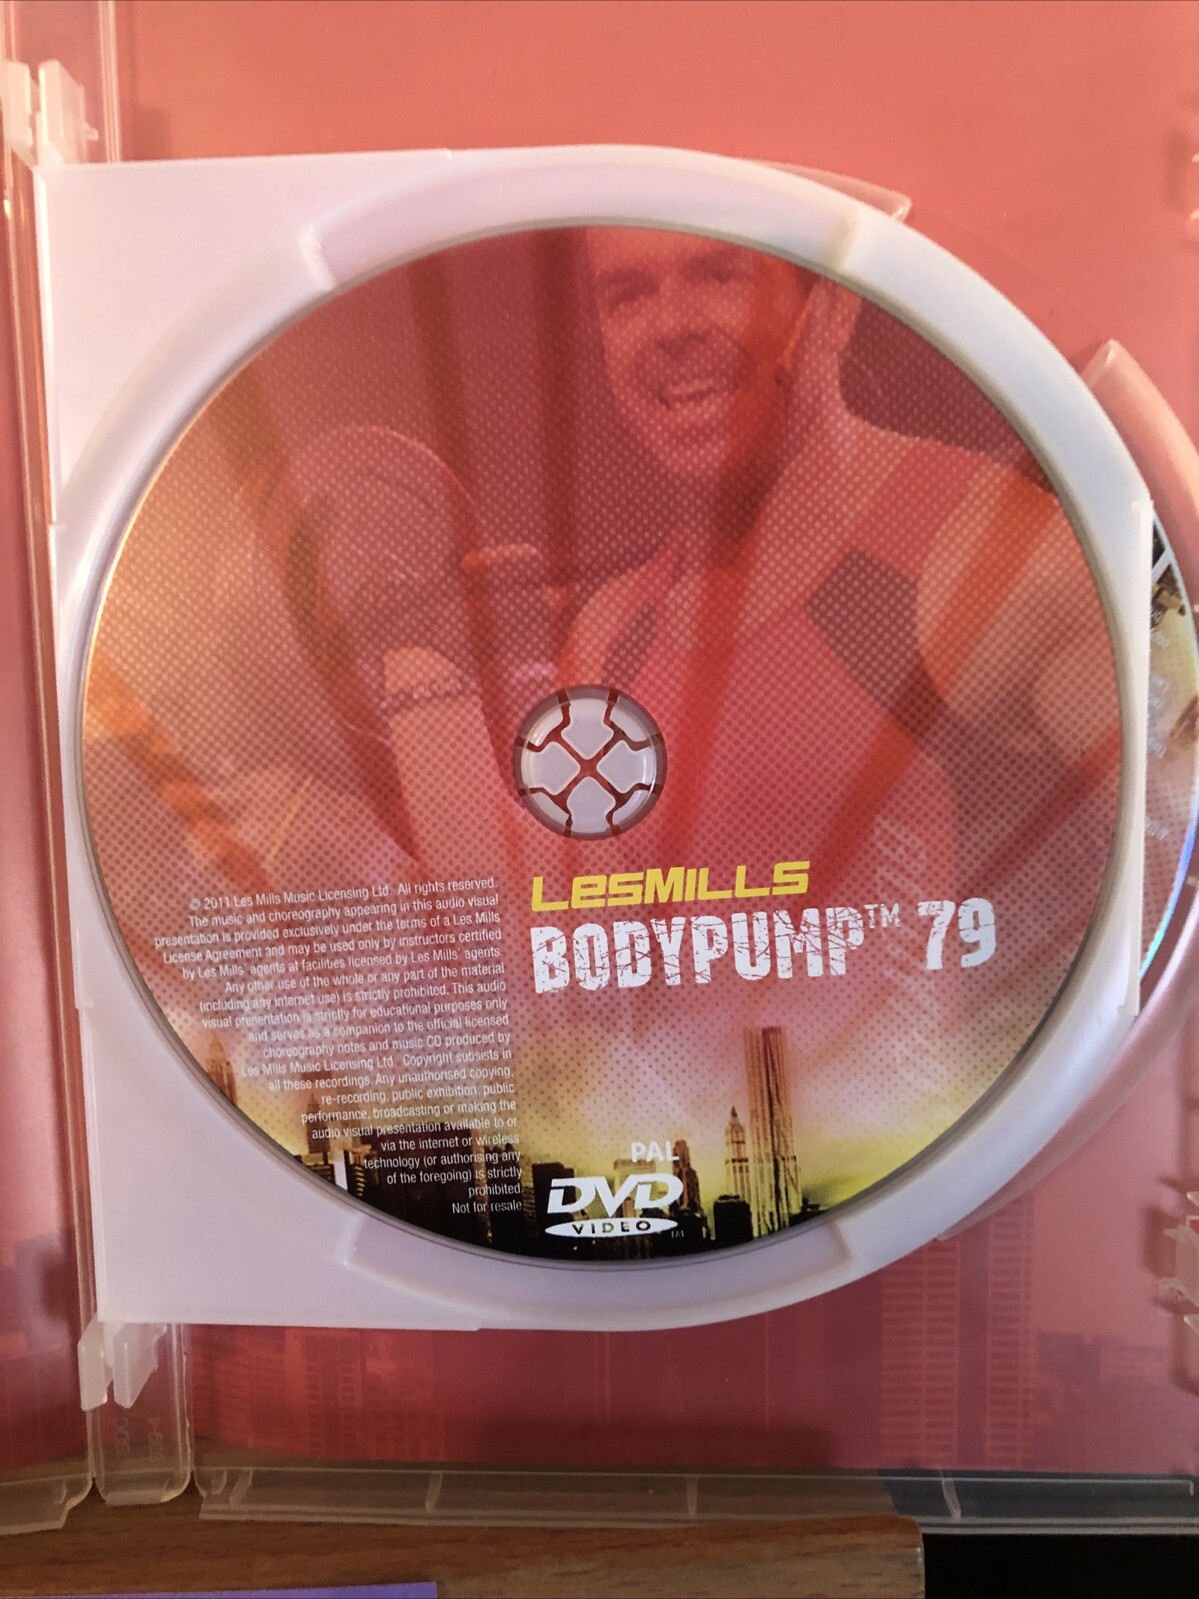 © 2011 Les Mills Music Licensing Ltd. All rights reserved.
The music and choreography appearing in this audio visual
presentation is provided exclusively under the terms of a Les Mills
License Agreement and may be used only by instructors certified
by Les Mills' agents at facilities licensed by Les Mills' agents.
Any other use of the whole or any part of the material
(including any internet use) is strictly prohibited. This audio
visual presentation is strictly for educational purposes only
and serves as a companion to the official licensed
choreography notes and music CD produced by
Les Mills Music Licensing Ltd. Copyright subsists in
all these recordings. Any unauthorised copying,
re-recording, public exhibition, public
performance, broadcasting or making the
audio visual presentation available to or
via the internet or wireless
technology (or authorising any
of the foregoing) is strictly
prohibited.
Not for resale
LESMILLS
BODYPUMP™ 79
PAL
DVD
VIDEO